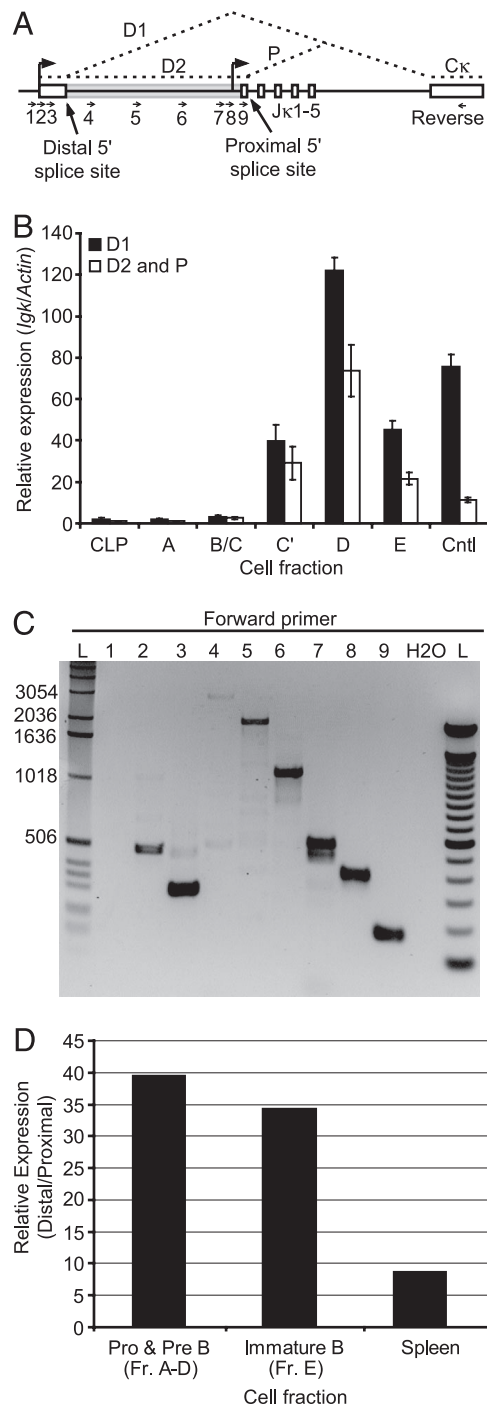 A
D1
P
D2
Cκ
123 4 5 6 789 Jκ1-5 Reverse
Distal 5'
splice site
Proximal 5'
splice site
B
140
120
100
80
60
40
20
0
Relative expression (Igk/Actin)
D1
D2 and P
CLP A B/C C' D E Cntl
Cell fraction
C
Forward primer
L 1 2 3 4 5 6 7 8 9 H2O L
3054
2036
1636
1018
506
D
45
40
35
30
25
20
15
10
5
0
Relative Expression
(Distal/Proximal)
Pro & Pre B
(Fr. A-D)
Immature B
(Fr. E)
Spleen
Cell fraction